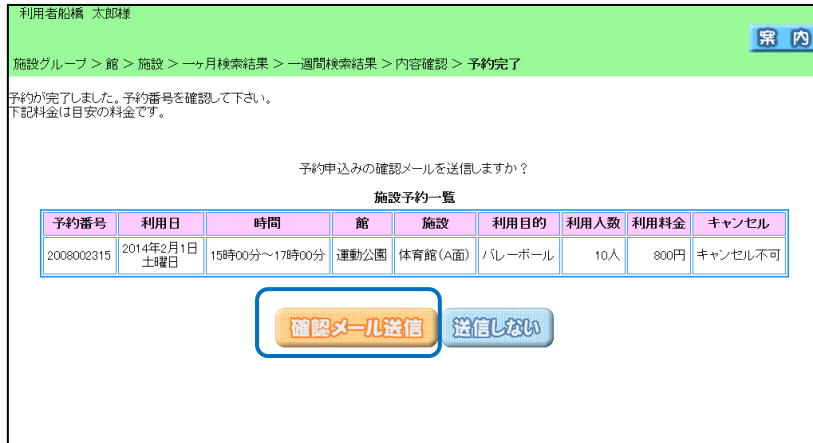 利用者船橋 太郎様
案 内
施設グループ > 館 > 施設 > 一ヶ月検索結果 > 一週間検索結果 > 内容確認 > 予約完了
予約が完了しました。予約番号を確認して下さい。
下記料金は目安の料金です。
予約申込みの確認メールを送信しますか?
施設予約一覧
予約番号 利用日 時間 館 施設 利用目的 利用人数 利用料金 キャンセル
2008002315 2014年2月1日 土曜日 15時00分～17時00分 運動公園 体育館(A面) バレーボール 10人 800円 キャンセル不可
確認メール送信 送信しない